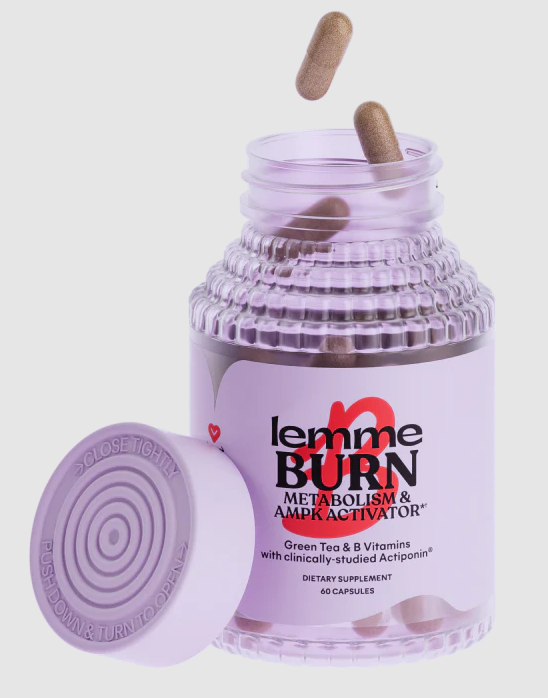 lemme
BURN
METABOLISM &
AMPK ACTIVATOR*†
Green Tea & B Vitamins
with clinically-studied Actiponin®
DIETARY SUPPLEMENT
60 CAPSULES
>CLOSE TIGHTLY
PUSH DOWN & TURN TO OPEN>